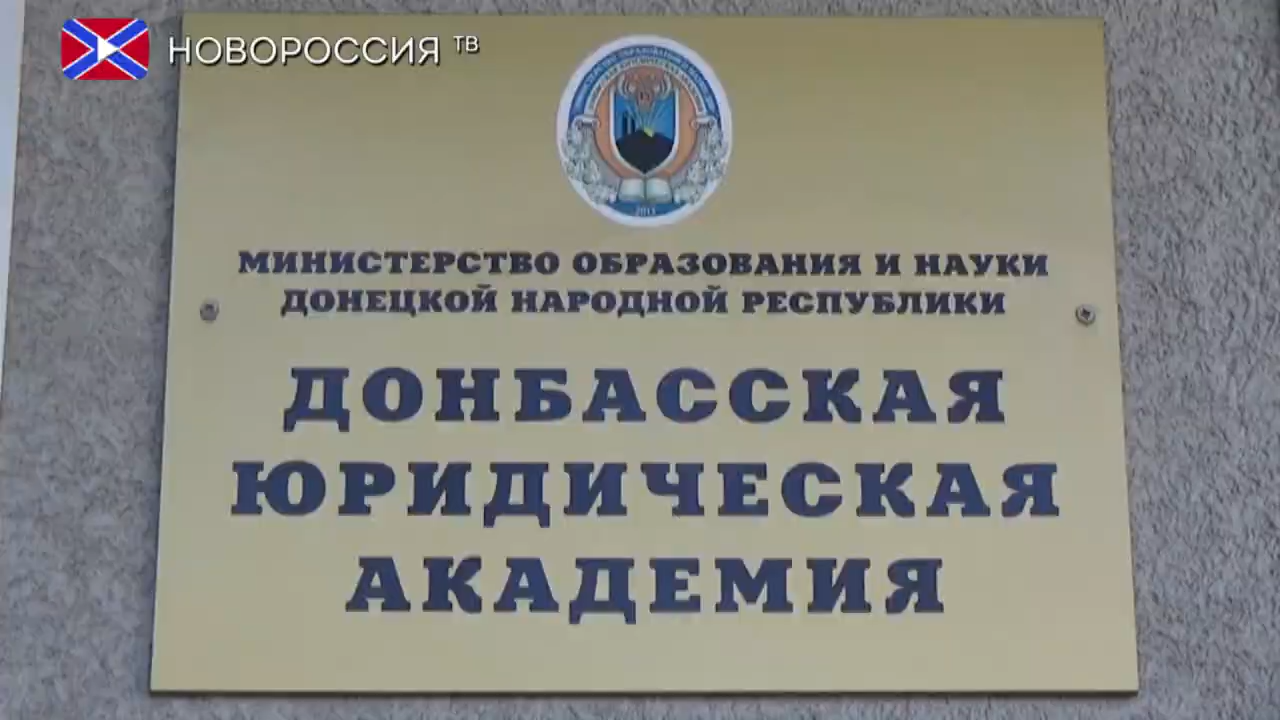 НОВОРОССИЯ ТВ
МИНИСТЕРСТВО ОБРАЗОВАНИЯ И НАУКИ
ДОНЕЦКОЙ НАРОДНОЙ РЕСПУБЛИКИ
ДОНБАССКАЯ
ЮРИДИЧЕСКАЯ
АКАДЕМИЯ